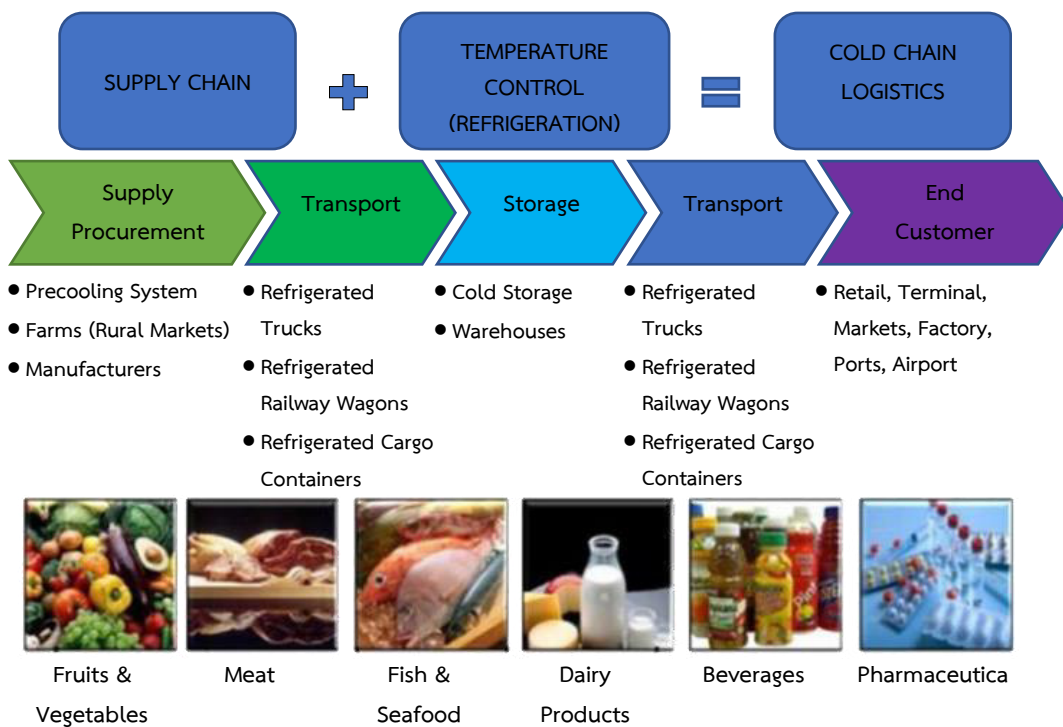 SUPPLY CHAIN
TEMPERATURE
CONTROL
(REFRIGERATION)
COLD CHAIN
LOGISTICS
Supply
Procurement
Transport
Storage
Transport
End
Customer
• Precooling System
• Farms (Rural Markets)
• Manufacturers
• Refrigerated
Trucks
• Refrigerated
Railway Wagons
• Refrigerated Cargo
Containers
• Cold Storage
• Warehouses
• Refrigerated
Trucks
• Refrigerated
Railway Wagons
• Refrigerated Cargo
Containers
• Retail, Terminal,
Markets, Factory,
Ports, Airport
Fruits &
Vegetables
Meat
Fish &
Seafood
Dairy
Products
Beverages
Pharmaceutica